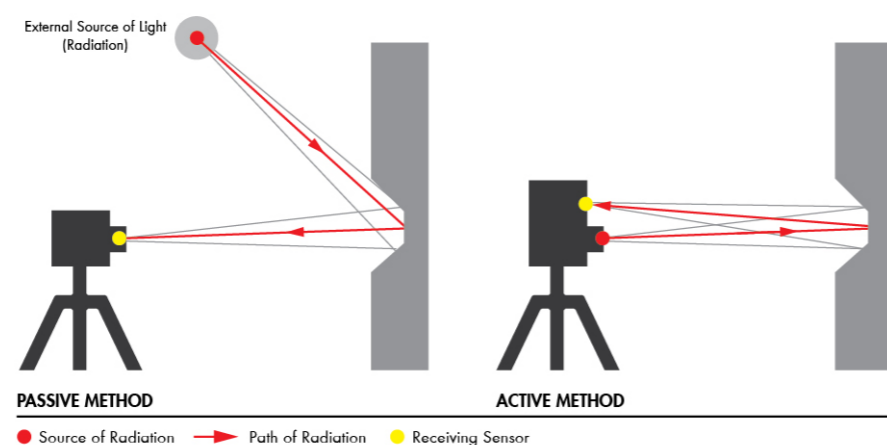 External Source of Light
(Radiation)
PASSIVE METHOD
ACTIVE METHOD
Source of Radiation
Path of Radiation
Receiving Sensor